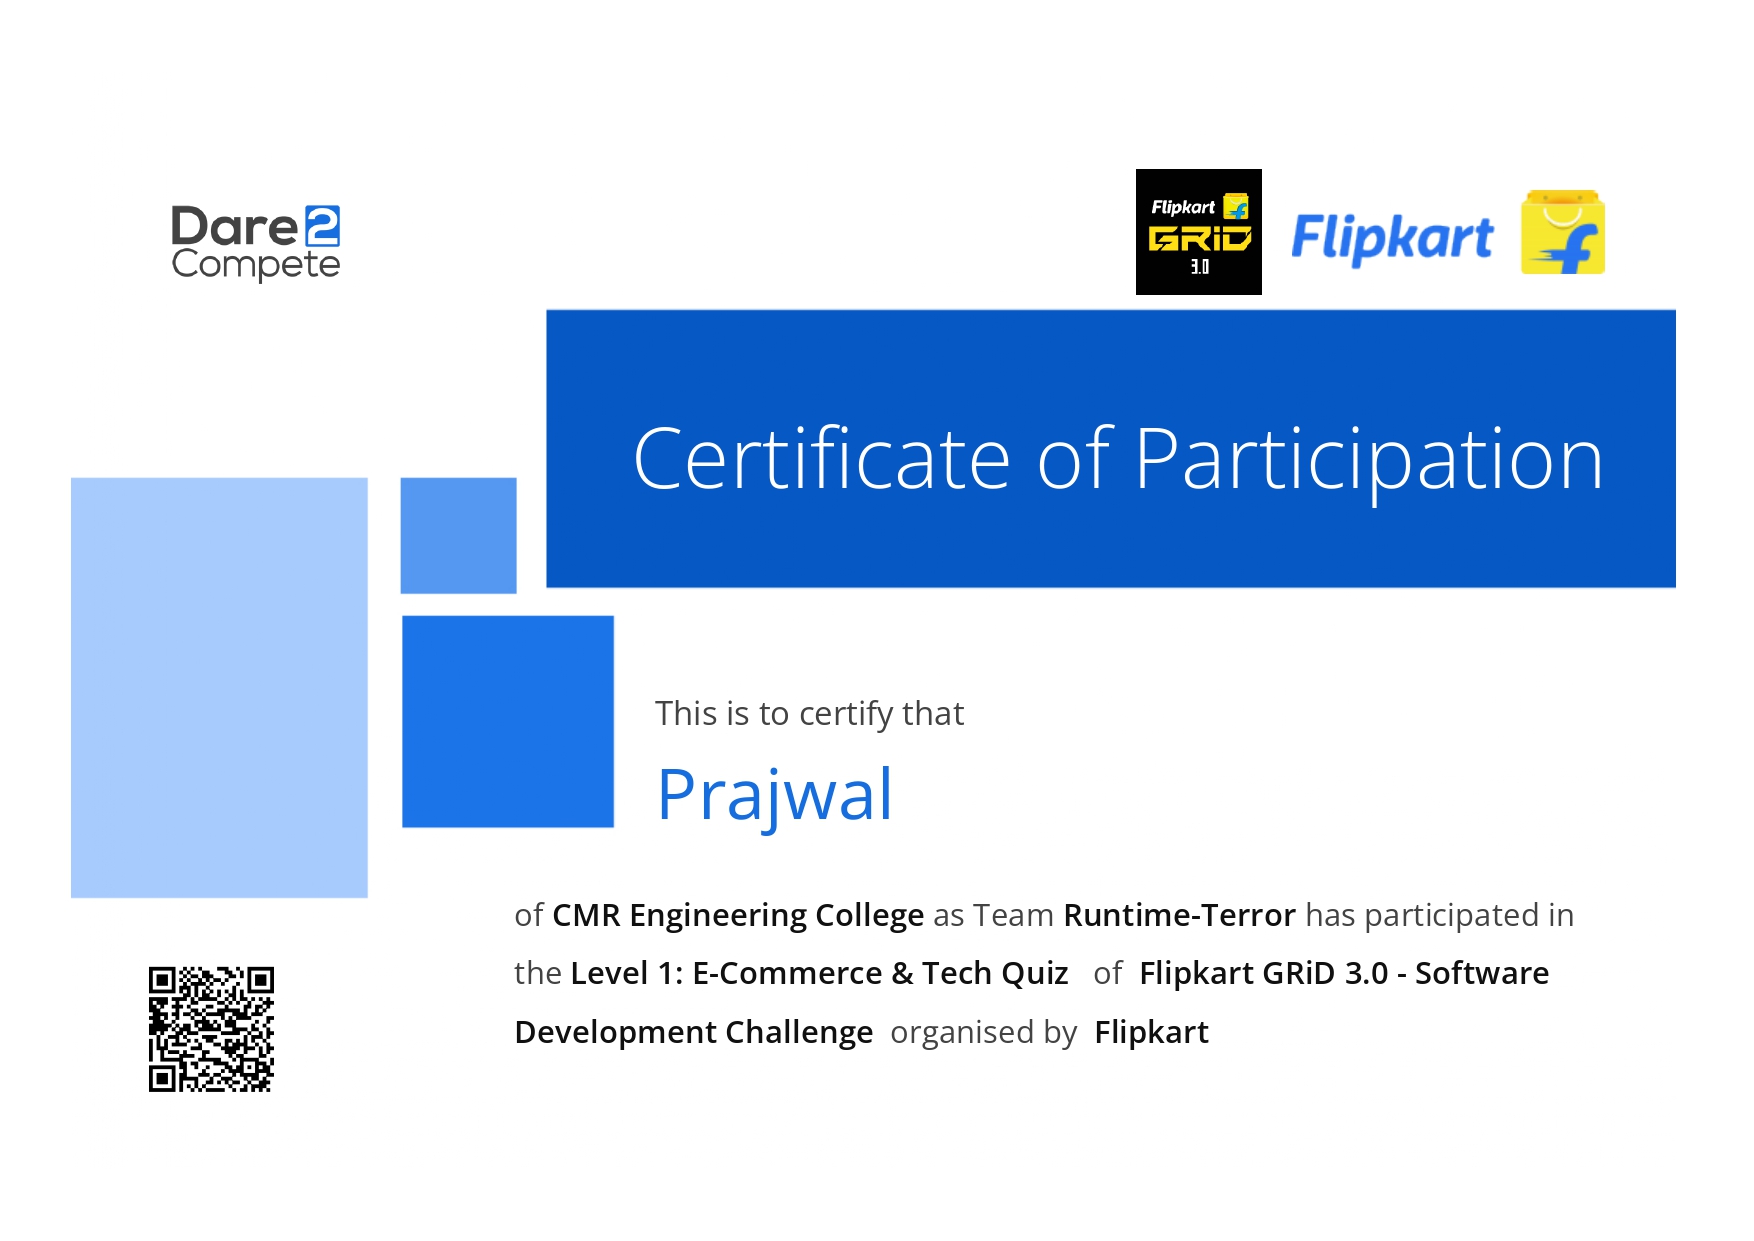 Dare2
Compete
Flipkart
GRiD
3.0
Flipkart
Certificate of Participation
This is to certify that
Prajwal
of CMR Engineering College as Team Runtime-Terror has participated in
the Level 1: E-Commerce & Tech Quiz of Flipkart GRiD 3.0 - Software
Development Challenge organised by Flipkart